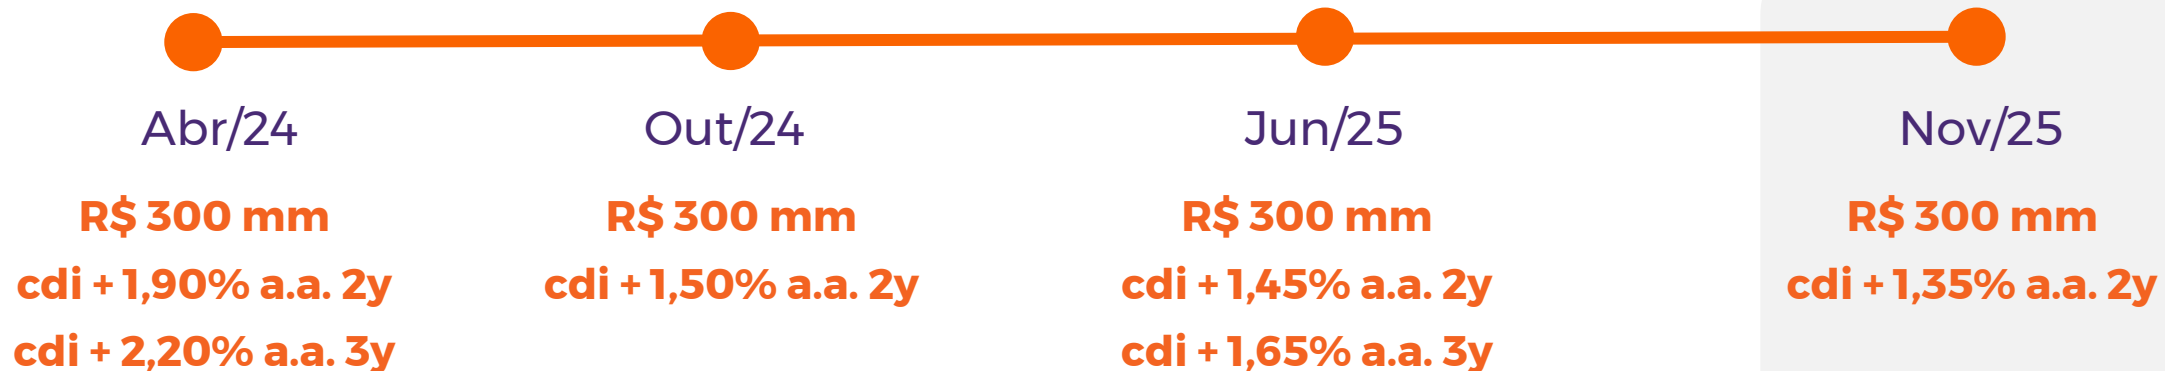 Abr/24
R$ 300 mm
cdi + 1,90% a.a. 2y
cdi + 2,20% a.a. 3y
Out/24
R$ 300 mm
cdi + 1,50% a.a. 2y
Jun/25
R$ 300 mm
cdi + 1,45% a.a. 2y
cdi + 1,65% a.a. 3y
Nov/25
R$ 300 mm
cdi + 1,35% a.a. 2y